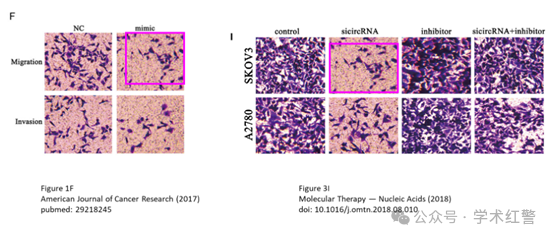 F
NC
mimic
Migration
Invasion
I
control
sicircRNA
inhibitor
sicircRNA+inhibitor
SKOV3
A2780
Figure 1F
American Journal of Cancer Research (2017)
pubmed: 29218245
Figure 3I
Molecular Therapy — Nucleic Acids (2018)
doi: 10.1016/j.omtn.2018.08.010
公众号 · 学术红警